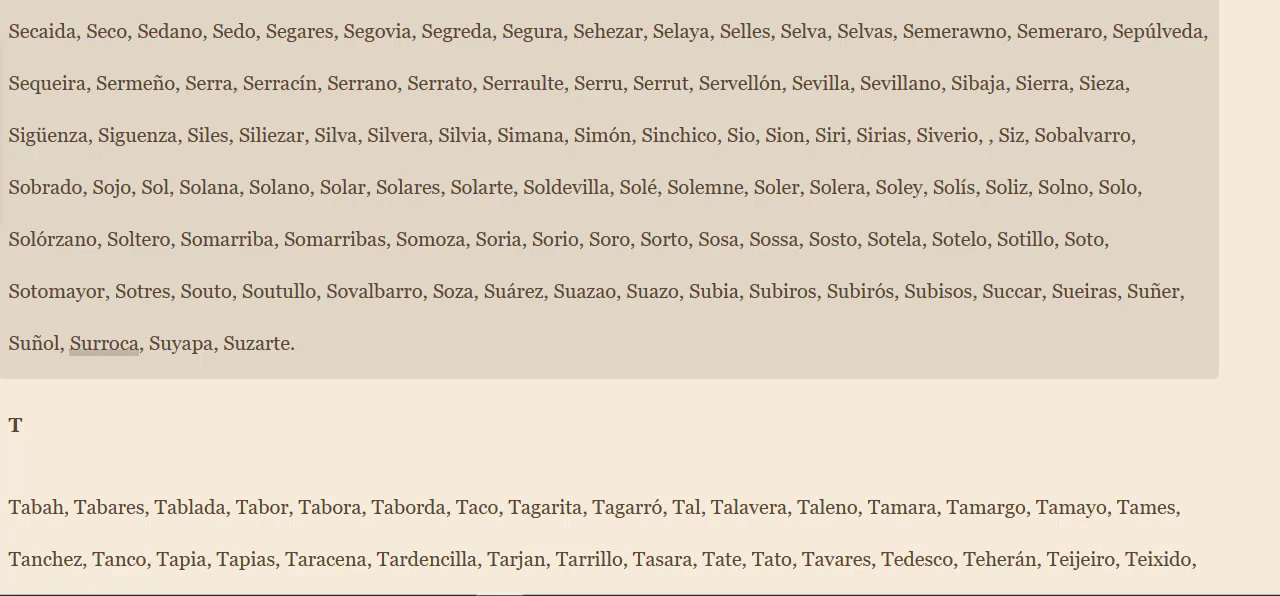 Secaida, Seco, Sedano, Sedo, Segares, Segovia, Segreda, Segura, Sehezar, Selaya, Selles, Selva, Selvas, Semerawno, Semeraro, Sepúlveda,
Sequeira, Sermeño, Serra, Serracín, Serrano, Serrato, Serraulte, Serru, Serrut, Servellón, Sevilla, Sevillano, Sibaja, Sierra, Sieza,
Sigüenza, Siguenza, Siles, Siliezar, Silva, Silvera, Silvia, Simana, Simón, Sinchico, Sio, Sion, Siri, Sirias, Siverio, , Siz, Sobalvarro,
Sobrado, Sojo, Sol, Solana, Solano, Solar, Solares, Solarte, Soldevilla, Solé, Solemne, Soler, Solera, Soley, Solís, Soliz, Solno, Solo,
Solórzano, Soltero, Somarriba, Somarribas, Somoza, Soria, Sorio, Soro, Sorto, Sosa, Sossa, Sosto, Sotela, Sotelo, Sotillo, Soto,
Sotomayor, Sotres, Souto, Soutullo, Sovalbarro, Soza, Suárez, Suazao, Suazo, Subia, Subiros, Subirós, Subisos, Succar, Sueiras, Suñer,
Suñol, Surroca, Suyapa, Suzarte.
T
Tabah, Tabares, Tablada, Tabor, Tabora, Taborda, Taco, Tagarita, Tagarró, Tal, Talavera, Taleno, Tamara, Tamargo, Tamayo, Tames,
Tanchez, Tanco, Tapia, Tapias, Taracena, Tardencilla, Tarjan, Tarrillo, Tasara, Tate, Tato, Tavares, Tedesco, Teherán, Teijeiro, Teixido,